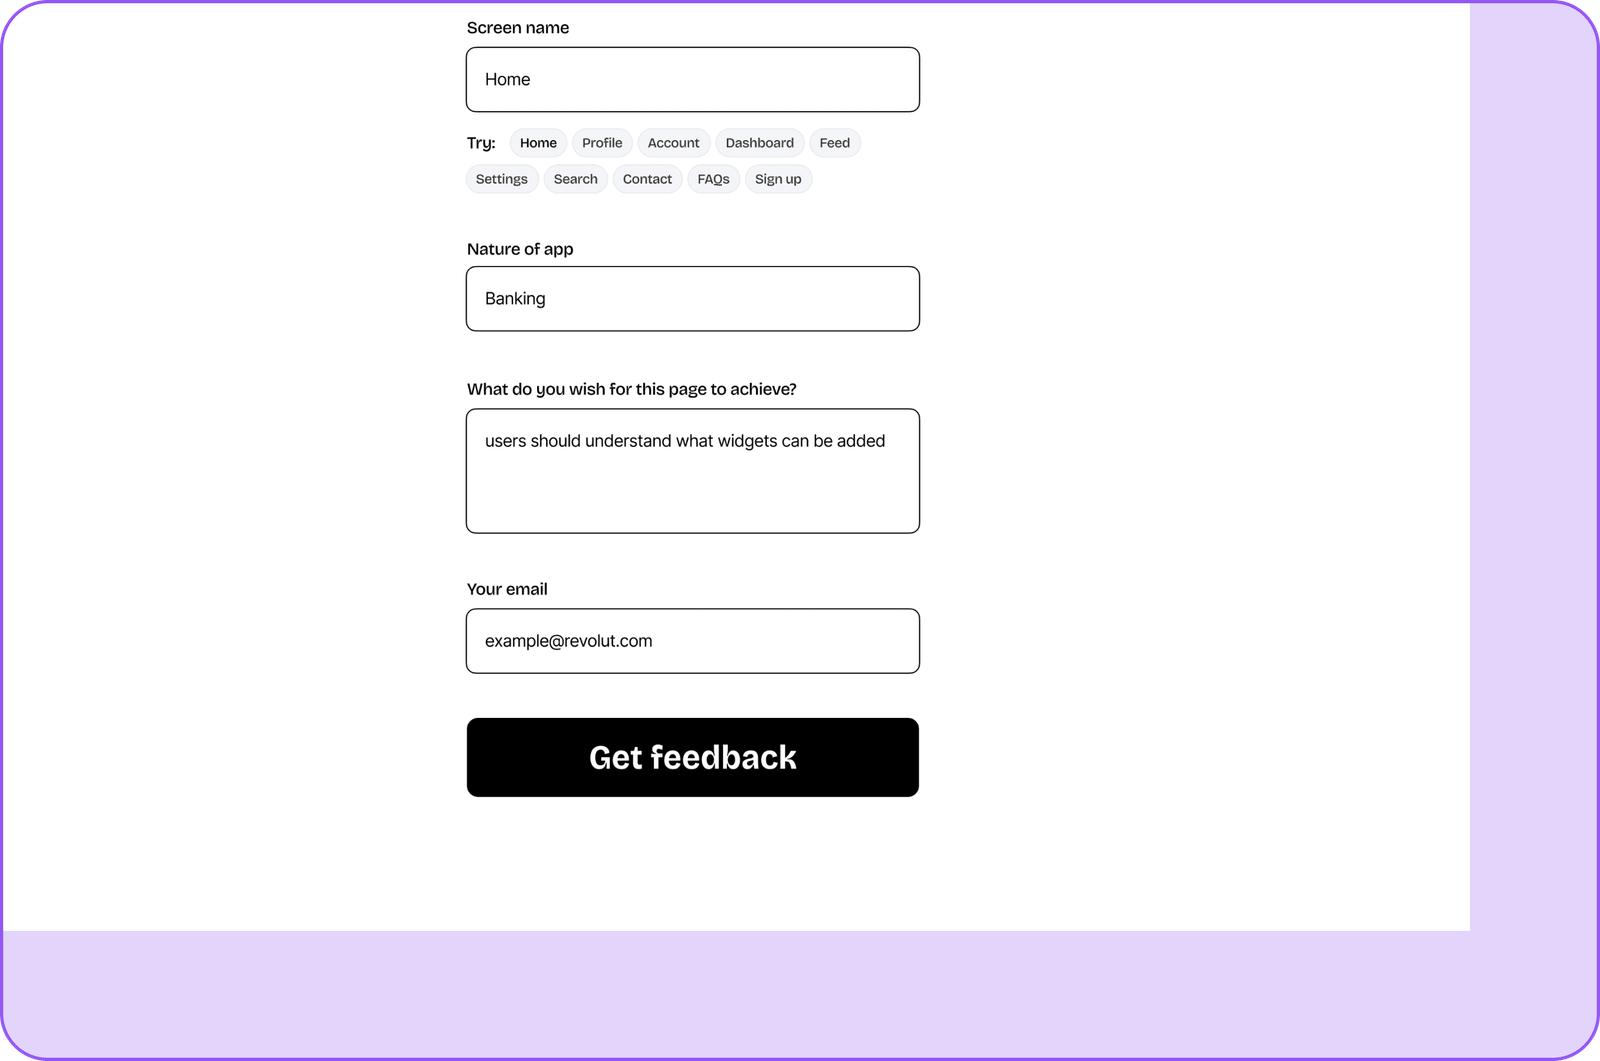 Screen name
Home
Try: Home Profile Account Dashboard Feed
Settings Search Contact FAQs Sign up
Nature of app
Banking
What do you wish for this page to achieve?
users should understand what widgets can be added
Your email
example@revolut.com
Get feedback